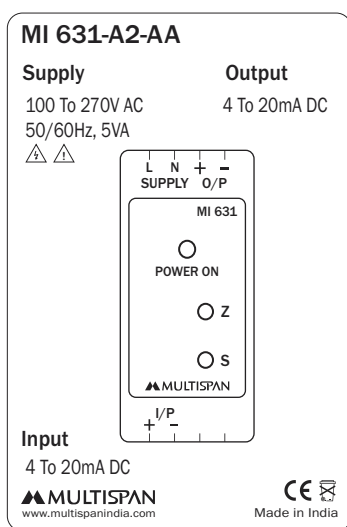 MI 631-A2-AA
Supply
Output
100 To 270V AC
4 To 20mA DC
50/60Hz, 5VA
L N + -
SUPPLY O/P
MI 631
POWER ON
Z
S
MULTISPAN
I/P
+ -
Input
4 To 20mA DC
MULTISPAN
www.multispanindia.com
CE
Made in India